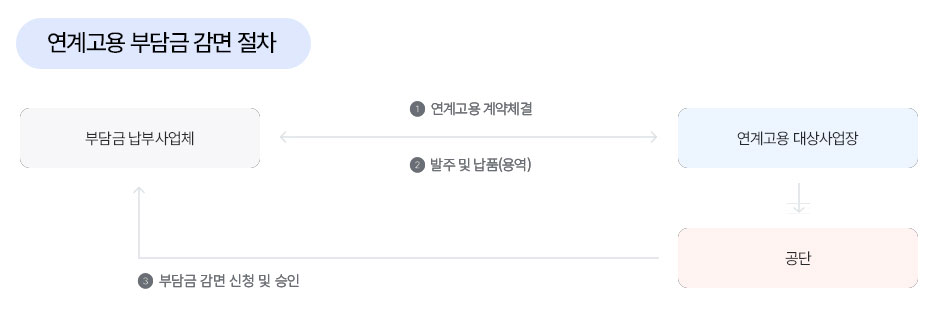 연계고용 부담금 감면 절차
1 연계고용 계약체결
부담금 납부사업체
연계고용 대상사업장
2 발주 및 납품(용역)
공단
3 부담금 감면 신청 및 승인